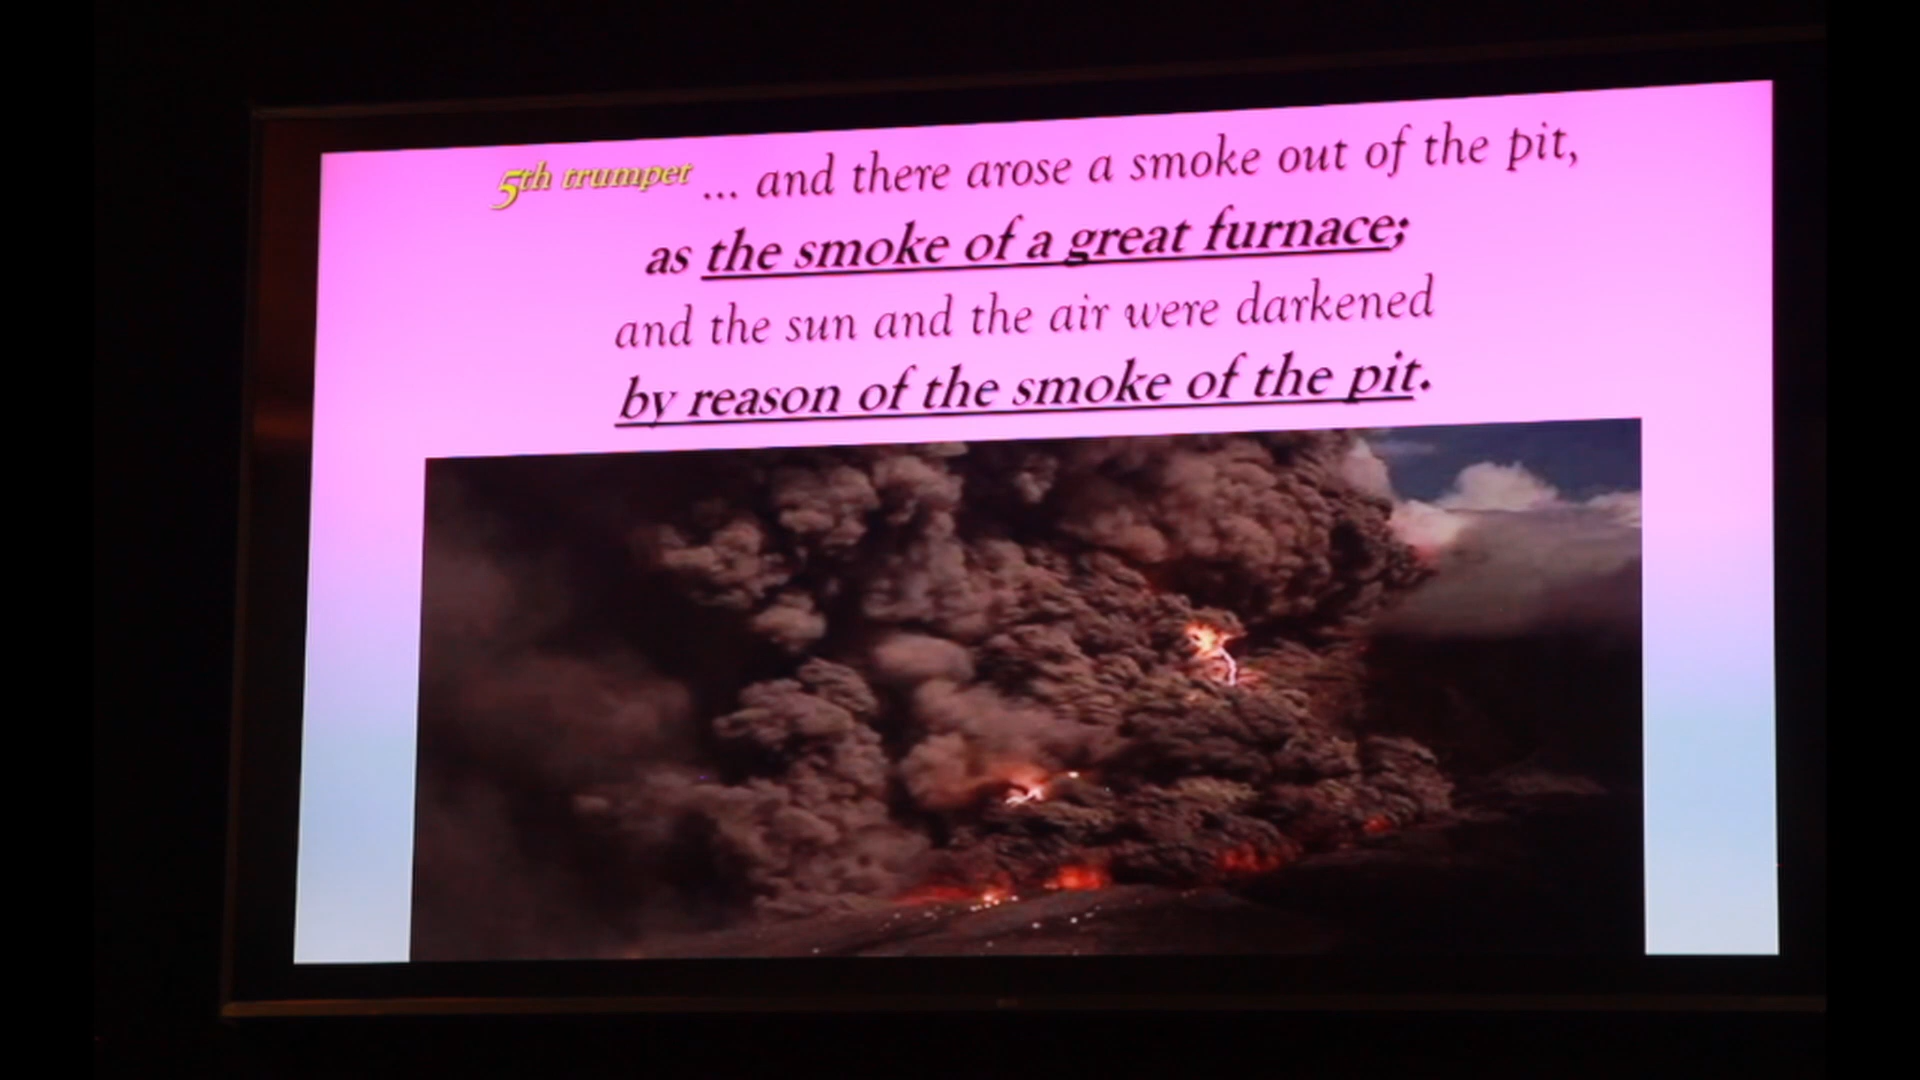 5th trumpet ... and there arose a smoke out of the pit,
as the smoke of a great furnace;
and the sun and the air were darkened
by reason of the smoke of the pit.